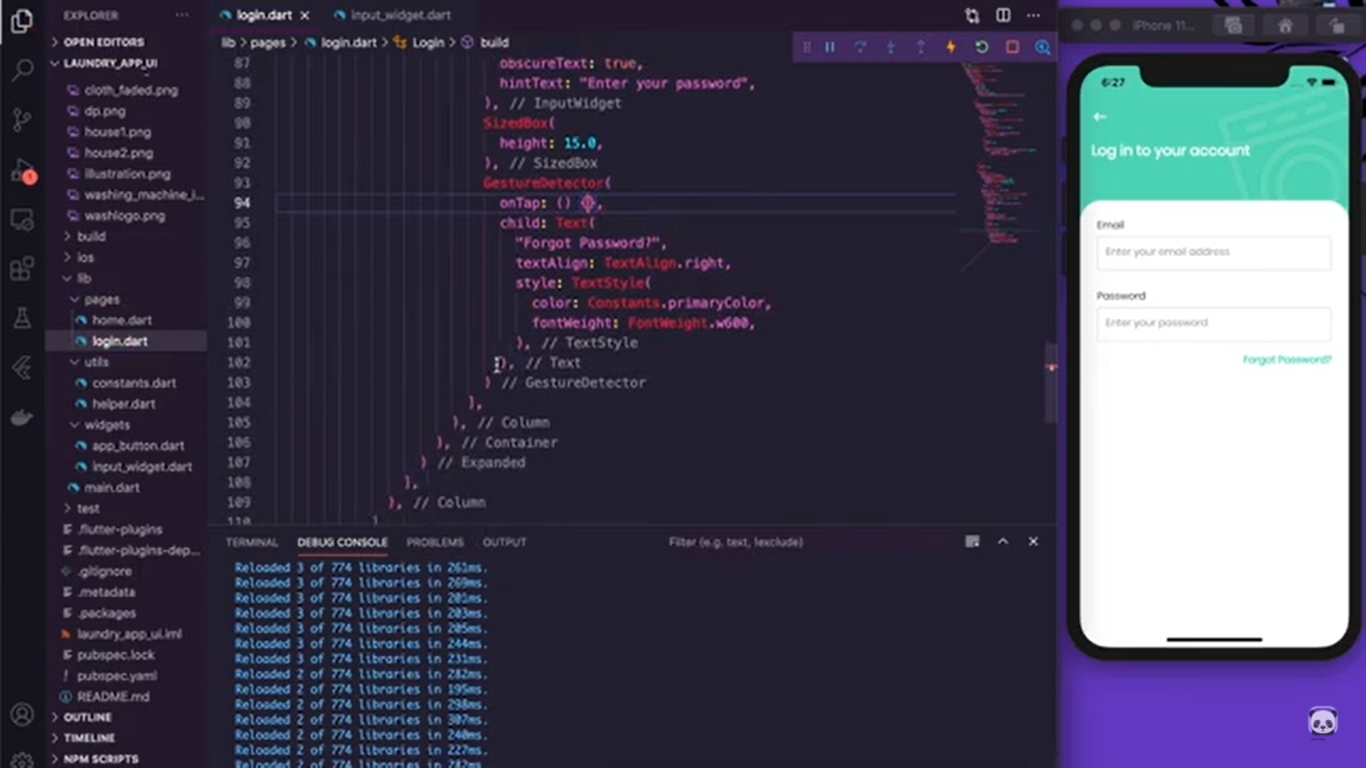 EXPLORER
OPEN EDITORS
LAUNDRY_APP_UI
cloth_faded.png
dp.png
house1.png
house2.png
illustration.png
washing_machine_i...
washlogo.png
build
ios
lib
pages
home.dart
login.dart
utils
constants.dart
helper.dart
widgets
app_button.dart
input_widget.dart
main.dart
test
.flutter-plugins
.flutter-plugins-dep...
.gitignore
.metadata
.packages
laundry_app_ui.iml
pubspec.lock
pubspec.yaml
README.md
OUTLINE
TIMELINE
NPM SCRIPTS
login.dart input_widget.dart
lib > pages > login.dart > Login > build
87 obscureText: true,
88 hintText: "Enter your password",
89 ), // InputWidget
90 SizedBox(
91 height: 15.0,
92 ), // SizedBox
93 GestureDetector(
94 onTap: () {},
95 child: Text(
96 "Forgot Password?",
97 textAlign: TextAlign.right,
98 style: TextStyle(
99 color: Constants.primaryColor,
100 fontWeight: FontWeight.w600,
101 ), // TextStyle
102 ), // Text
103 ) // GestureDetector
104 ],
105 ), // Column
106 ), // Container
107 ) // Expanded
108 ],
109 ), // Column
110 )
TERMINAL DEBUG CONSOLE PROBLEMS OUTPUT Filter (e.g. text, !exclude)
Reloaded 3 of 774 libraries in 261ms.
Reloaded 3 of 774 libraries in 269ms.
Reloaded 3 of 774 libraries in 201ms.
Reloaded 3 of 774 libraries in 203ms.
Reloaded 3 of 774 libraries in 205ms.
Reloaded 3 of 774 libraries in 244ms.
Reloaded 3 of 774 libraries in 231ms.
Reloaded 2 of 774 libraries in 282ms.
Reloaded 2 of 774 libraries in 195ms.
Reloaded 2 of 774 libraries in 298ms.
Reloaded 2 of 774 libraries in 307ms.
Reloaded 2 of 774 libraries in 240ms.
Reloaded 2 of 774 libraries in 227ms.
Reloaded 2 of 774 libraries in 282ms.
iPhone 11...
6:27
Log in to your account
Email
Enter your email address
Password
Enter your password
Forgot Password?